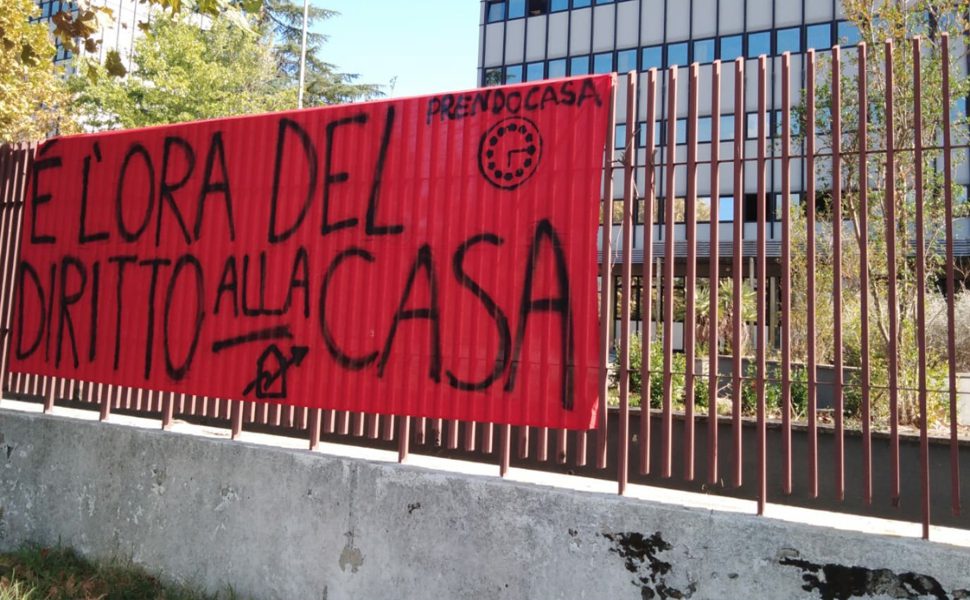 PRENDOCASA
É L'ORA DEL
DIRITTO ALLA CASA